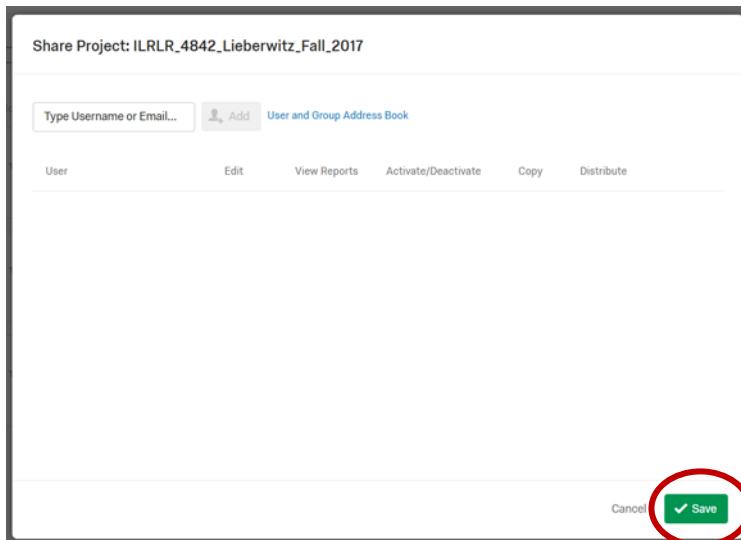 Share Project: ILRLR_4842_Lieberwitz_Fall_2017
Type Username or Email... Add User and Group Address Book
User Edit View Reports Activate/Deactivate Copy Distribute
Cancel Save